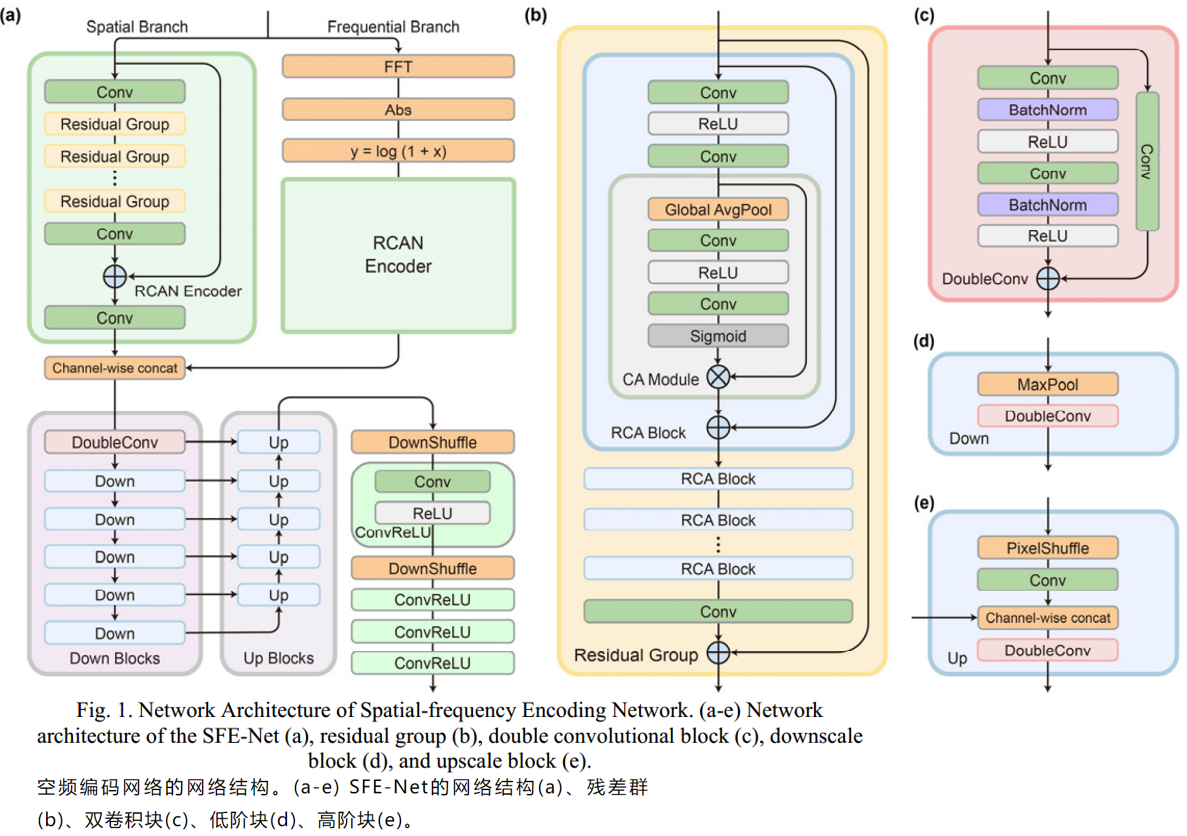 (a)
Spatial Branch
Frequential Branch
Conv
Residual Group
Residual Group
Residual Group
Conv
RCAN Encoder
Conv
FFT
Abs
y = log (1 + x)
RCAN
Encoder
Channel-wise concat
DoubleConv
Down
Down
Down
Down
Down
Down Blocks
Up
Up
Up
Up
Up
Up Blocks
DownShuffle
Conv
ReLU
ConvReLU
DownShuffle
ConvReLU
ConvReLU
ConvReLU
(b)
Conv
ReLU
Conv
Global AvgPool
Conv
ReLU
Conv
Sigmoid
CA Module
RCA Block
RCA Block
RCA Block
RCA Block
Conv
Residual Group
(c)
Conv
BatchNorm
ReLU
Conv
BatchNorm
ReLU
Conv
DoubleConv
(d)
MaxPool
DoubleConv
Down
(e)
PixelShuffle
Conv
Channel-wise concat
DoubleConv
Up
Fig. 1. Network Architecture of Spatial-frequency Encoding Network. (a-e) Network
architecture of the SFE-Net (a), residual group (b), double convolutional block (c), downscale
block (d), and upscale block (e).
空频编码网络的网络结构。(a-e) SFE-Net的网络结构(a)、残差群
(b)、双卷积块(c)、低阶块(d)、高阶块(e)。